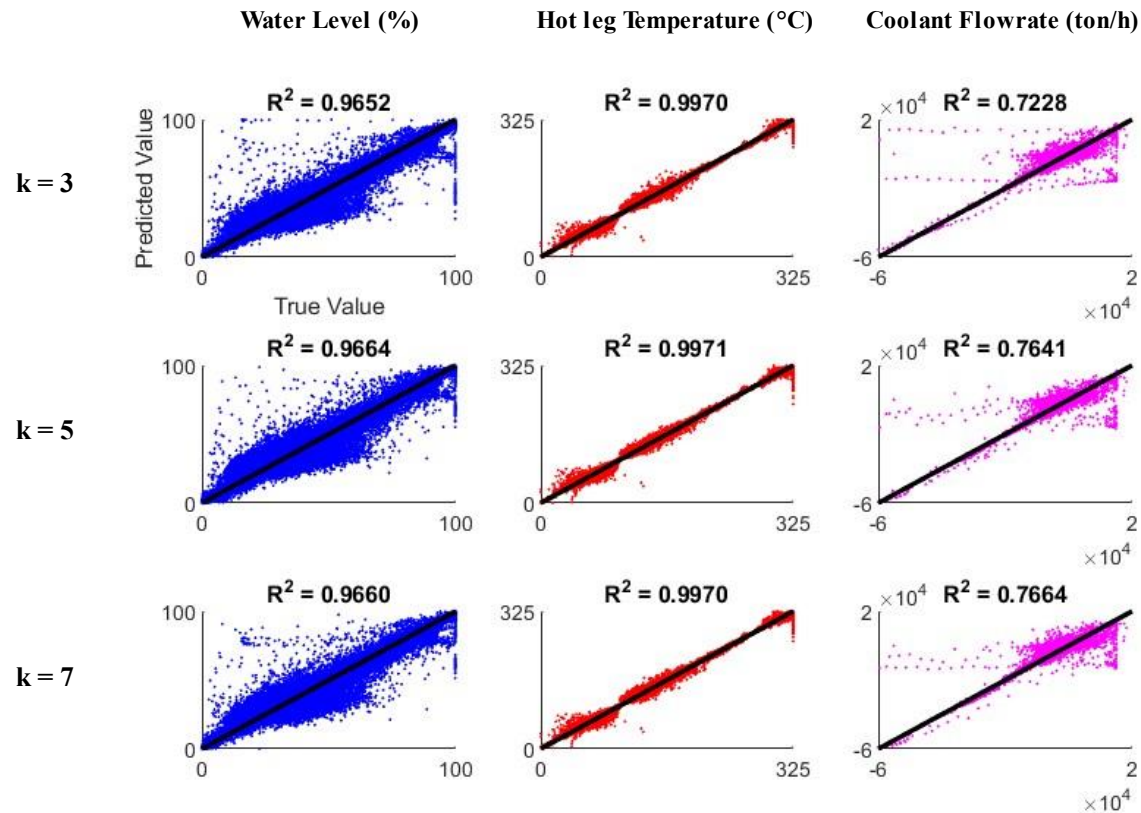 Water Level (%) Hot leg Temperature (°C) Coolant Flowrate (ton/h)
k = 3
R² = 0.9652
100
Predicted Value
0
0 100
True Value
R² = 0.9970
325
0
0 325
×10⁴ R² = 0.7228
2
-6
-6 2
×10⁴
k = 5
R² = 0.9664
100
0
0 100
R² = 0.9971
325
0
0 325
×10⁴ R² = 0.7641
2
-6
-6 2
×10⁴
k = 7
R² = 0.9660
100
0
0 100
R² = 0.9970
325
0
0 325
×10⁴ R² = 0.7664
2
-6
-6 2
×10⁴